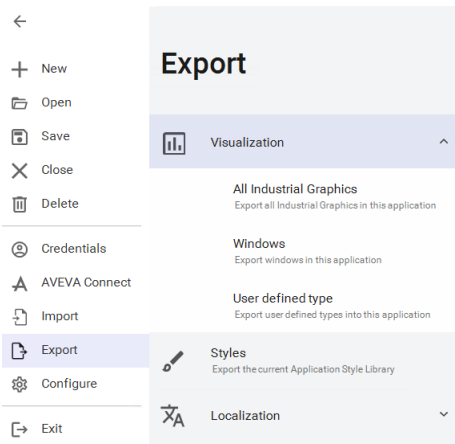 New
Open
Save
Close
Delete
Credentials
AVEVA Connect
Import
Export
Configure
Exit
Export
Visualization
All Industrial Graphics
Export all Industrial Graphics in this application
Windows
Export windows in this application
User defined type
Export user defined types into this application
Styles
Export the current Application Style Library
Localization